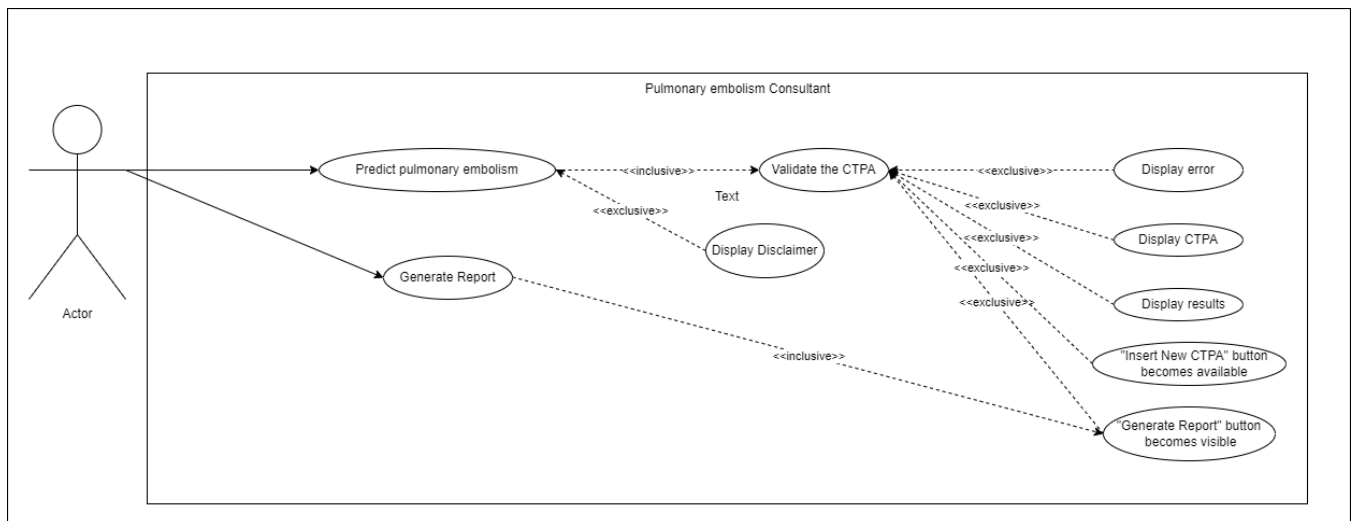 Pulmonary embolism Consultant
Predict pulmonary embolism
<<inclusive>>
Validate the CTPA
<<exclusive>>
Display error
Text
<<exclusive>>
<<exclusive>>
Display CTPA
<<exclusive>>
Display Disclaimer
<<exclusive>>
Generate Report
<<exclusive>>
Display results
Actor
<<inclusive>>
"Insert New CTPA" button
becomes available
"Generate Report" button
becomes visible